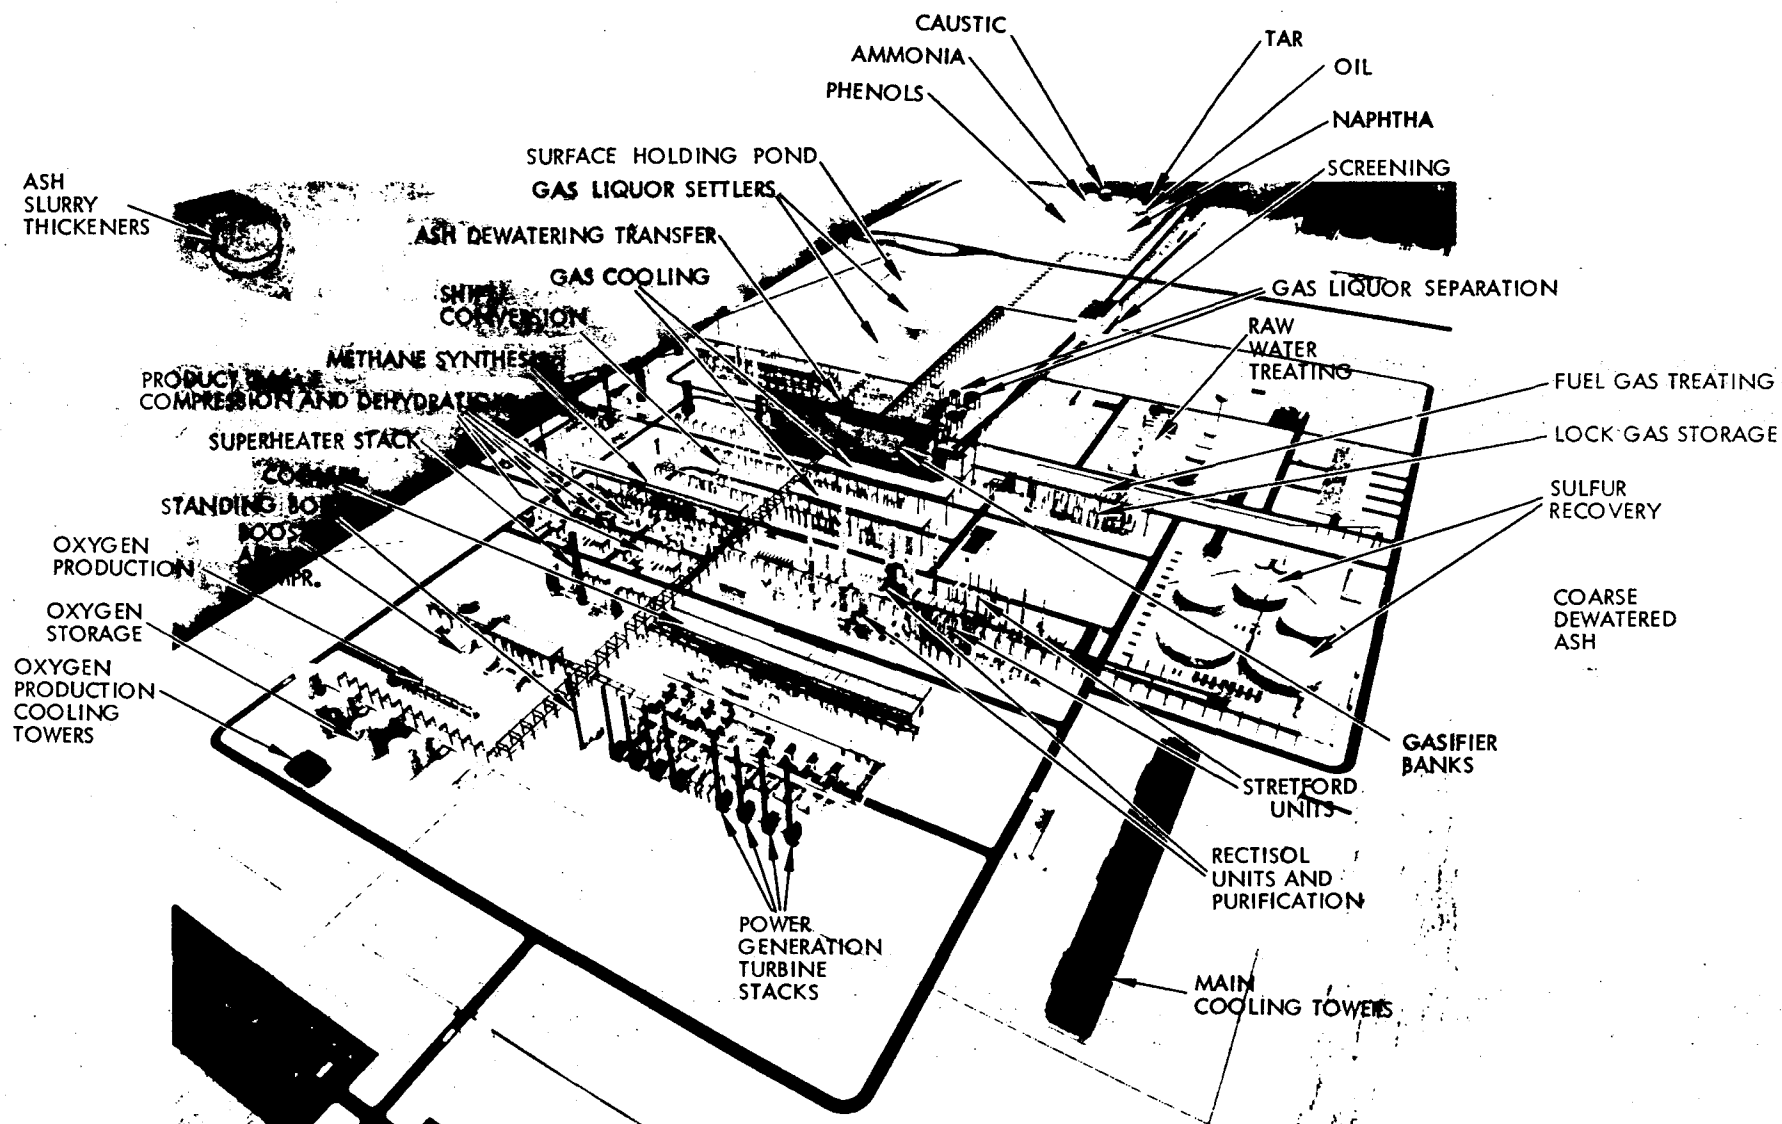 CAUSTIC
AMMONIA
PHENOLS
TAR
OIL
NAPHTHA
SCREENING
SURFACE HOLDING POND
GAS LIQUOR SETTLERS
ASH DEWATERING TRANSFER
GAS COOLING
ASH
SLURRY
THICKENERS
CONVERSION
METHANE SYNTHESIS
PRODUCT
COMPRESSION AND DEHYDRATION
SUPERHEATER STACK
STANDING
OXYGEN
PRODUCTION
OXYGEN
STORAGE
OXYGEN
PRODUCTION
COOLING
TOWERS
GAS LIQUOR SEPARATION
RAW
WATER
TREATING
FUEL GAS TREATING
LOCK GAS STORAGE
SULFUR
RECOVERY
COARSE
DEWATERED
ASH
GASIFIER
BANKS
STRETFORD
UNITS
RECTISOL
UNITS AND
PURIFICATION
POWER
GENERATION
TURBINE
STACKS
MAIN
COOLING TOWERS